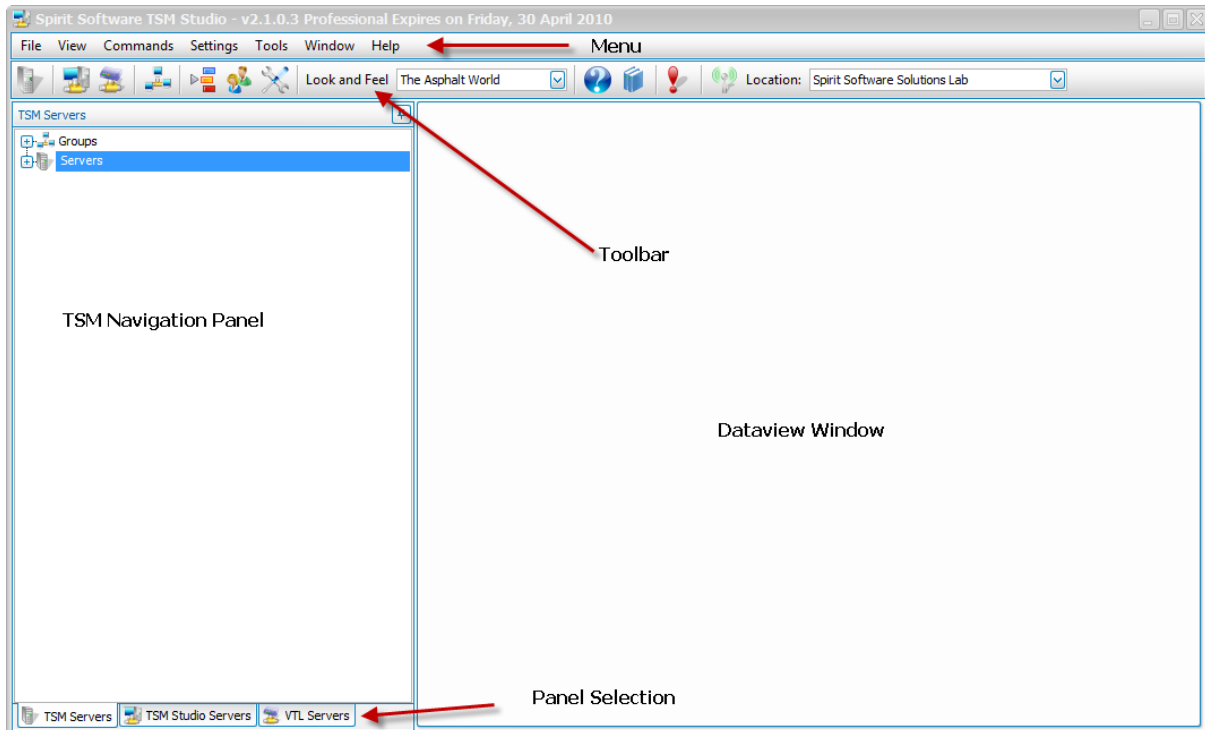 Spirit Software TSM Studio - v2.1.0.3 Professional Expires on Friday, 30 April 2010
File View Commands Settings Tools Window Help
Menu
Look and Feel The Asphalt World Location: Spirit Software Solutions Lab
TSM Servers
Groups
Servers
Toolbar
TSM Navigation Panel
Dataview Window
Panel Selection
TSM Servers TSM Studio Servers VTL Servers